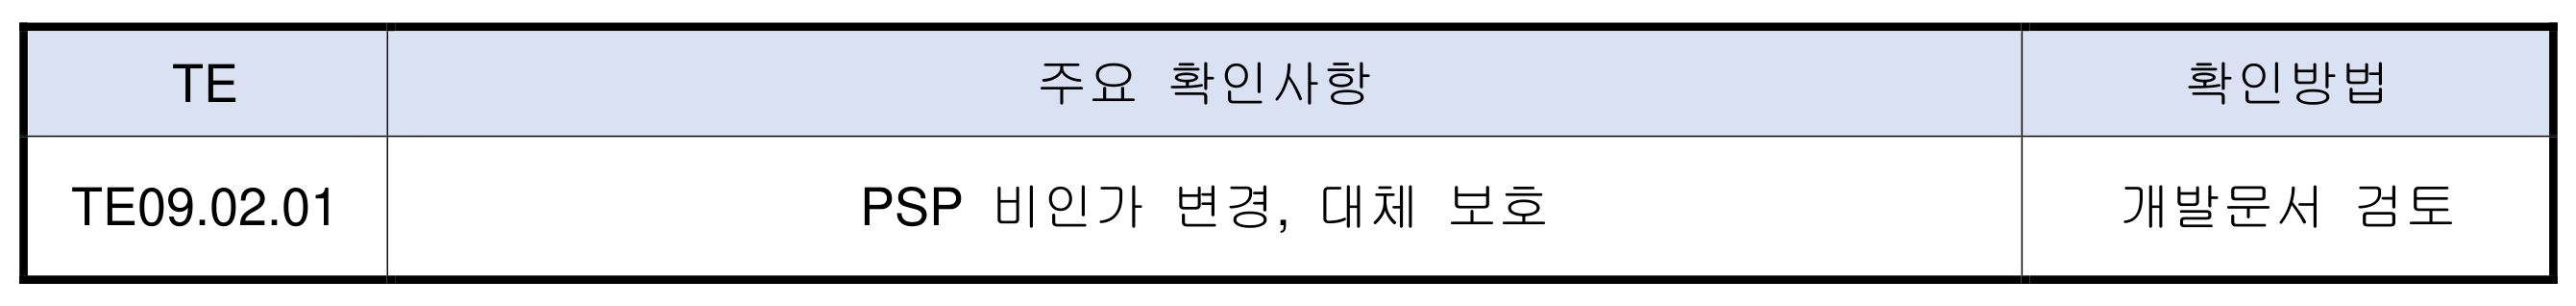 TE 주요 확인사항 확인방법
TE09.02.01 PSP 비인가 변경, 대체 보호 개발문서 검토